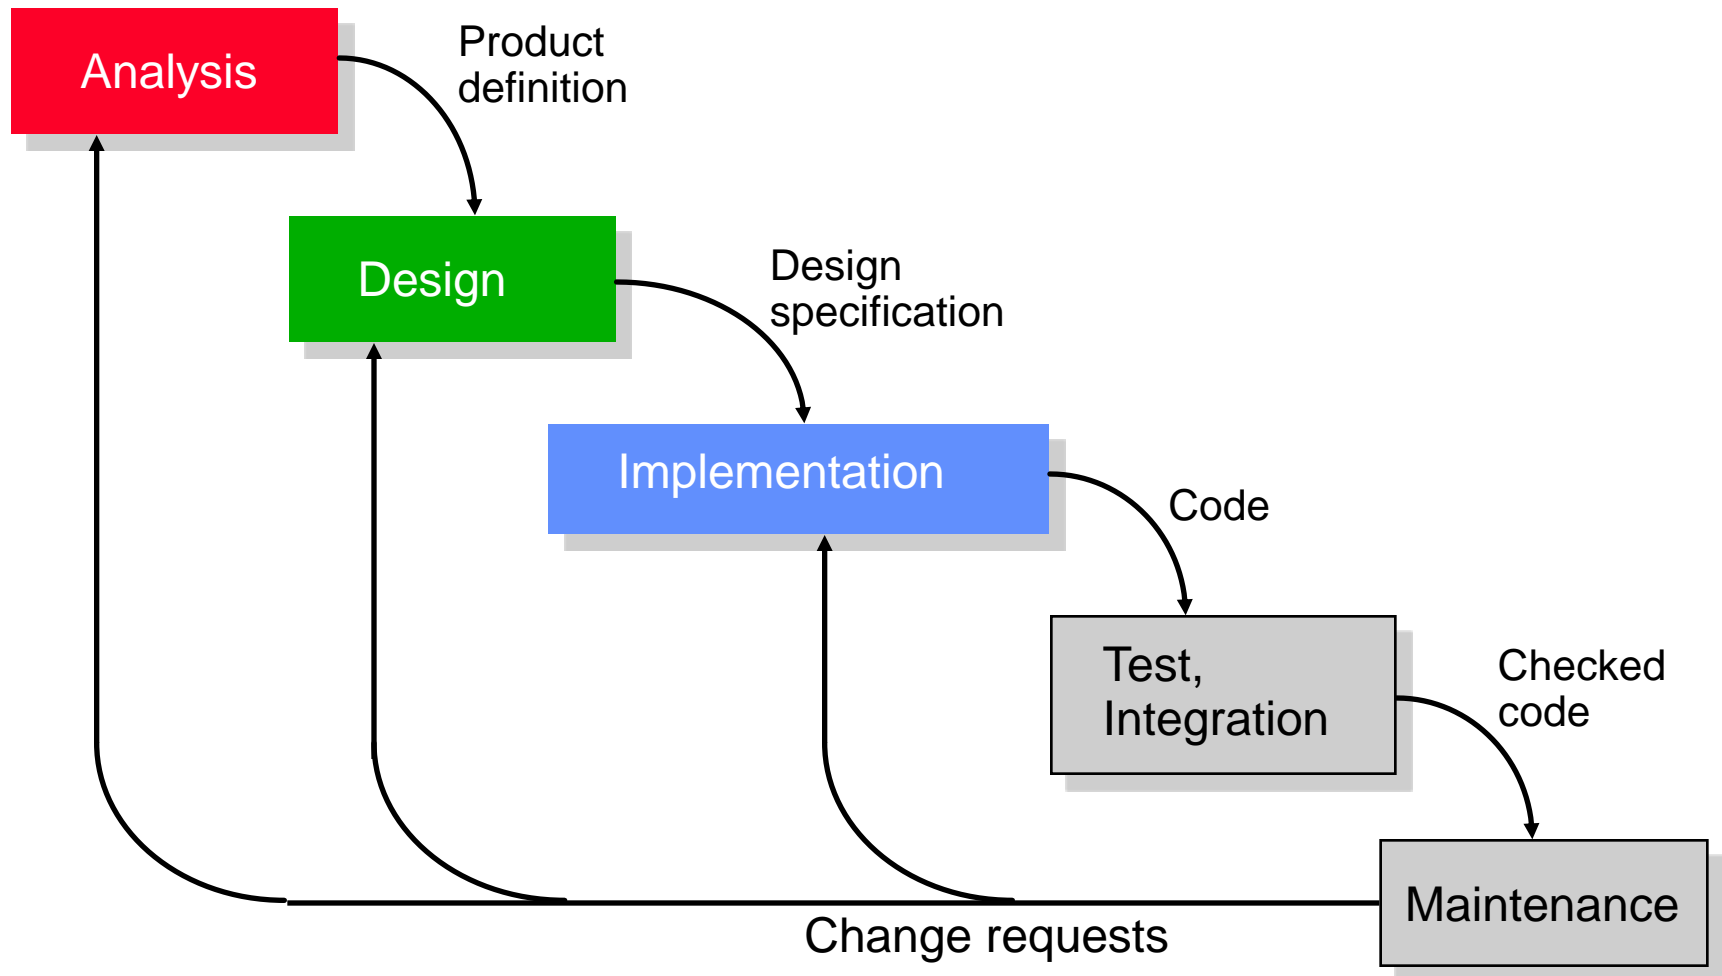 Analysis
Product
definition
Design
Design
specification
Implementation
Code
Test,
Integration
Checked
code
Maintenance
Change requests